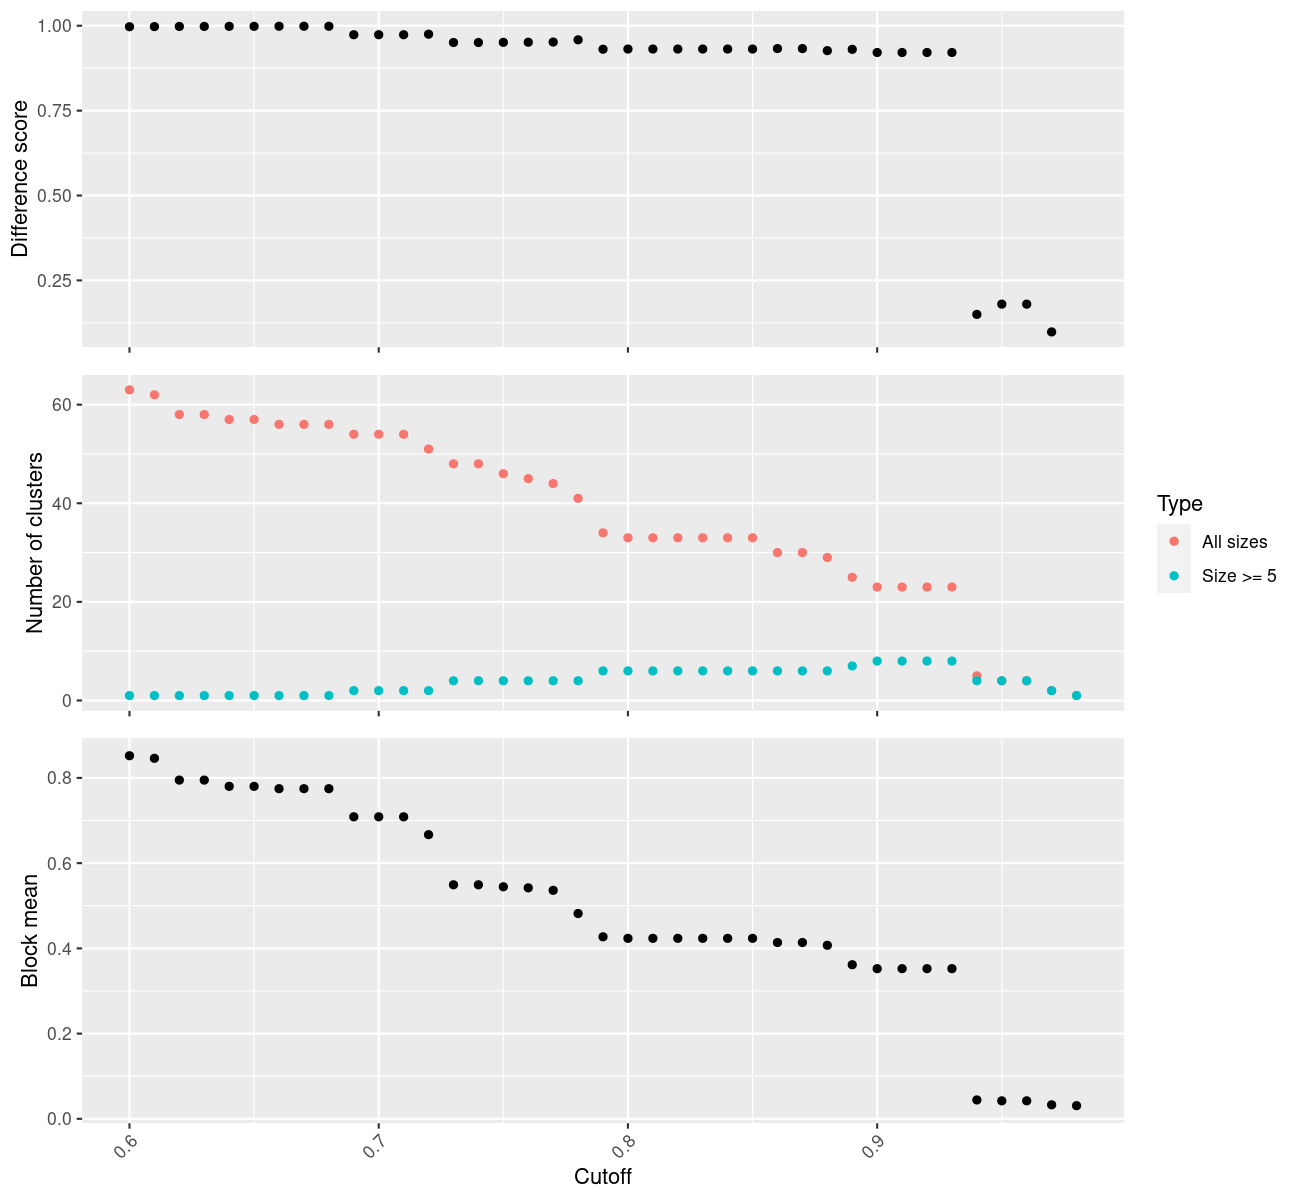 Difference score
1.00
0.75
0.50
0.25
Number of clusters
60
40
20
0
Type
All sizes
Size >= 5
Block mean
0.8
0.6
0.4
0.2
0.0
0.6 0.7 0.8 0.9
Cutoff